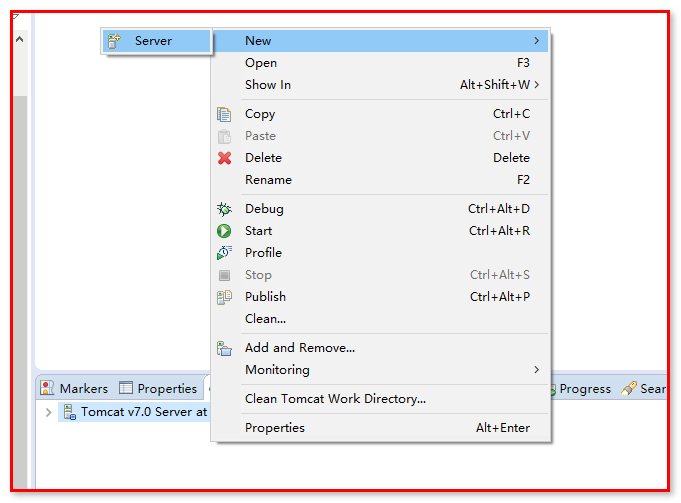 Server
New
Open F3
Show In Alt+Shift+W
Copy Ctrl+C
Paste Ctrl+V
Delete Delete
Rename F2
Debug Ctrl+Alt+D
Start Ctrl+Alt+R
Profile
Stop Ctrl+Alt+S
Publish Ctrl+Alt+P
Clean...
Add and Remove...
Monitoring
Clean Tomcat Work Directory...
Properties Alt+Enter
Markers Properties Progress Sear
Tomcat v7.0 Server at